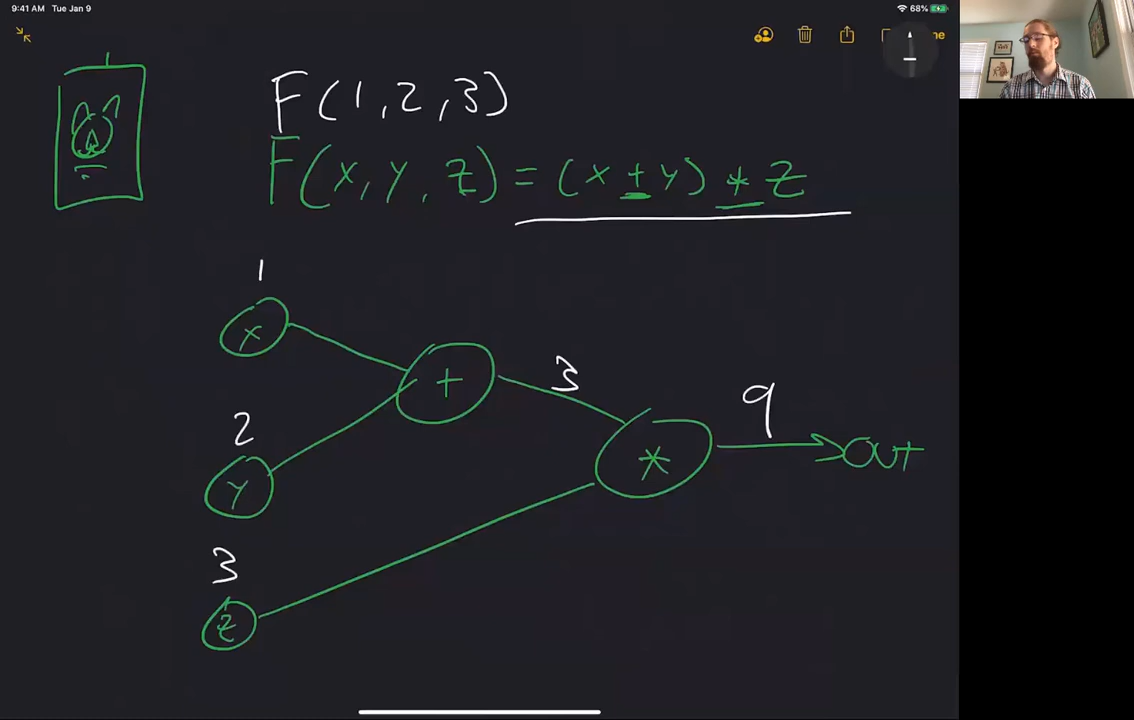 9:41 AM Tue Jan 9
68%
F(1,2,3)
F(x,y,z) = (x+y)*z
1
x
+
3
2
9
*
out
y
3
z